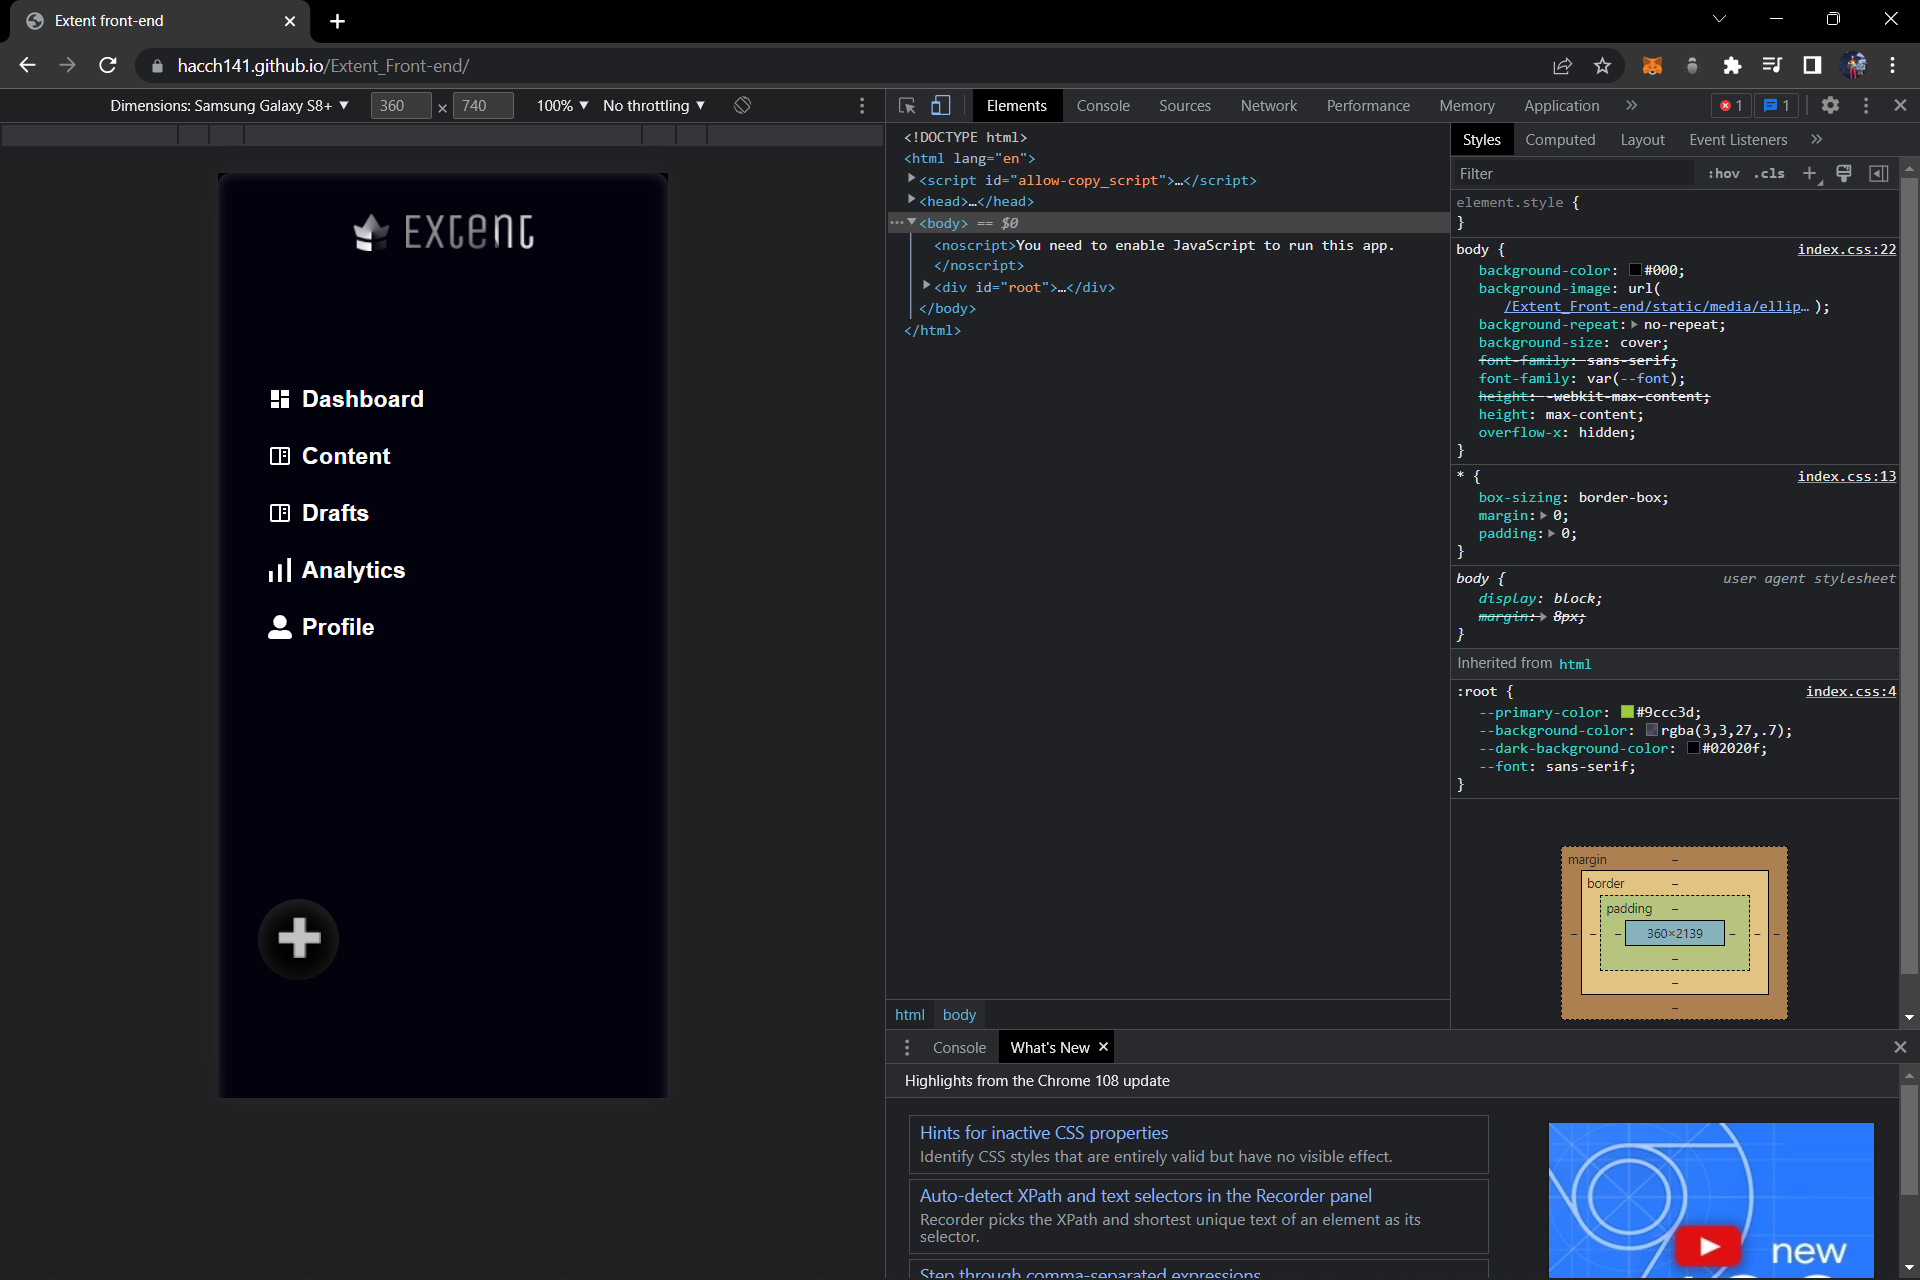 Extent front-end
hacch141.github.io/Extent_Front-end/
Dimensions: Samsung Galaxy S8+ 360 × 740 100% No throttling
Extent
Dashboard
Content
Drafts
Analytics
Profile
Elements Console Sources Network Performance Memory Application 1 1
<!DOCTYPE html>
<html lang="en">
<script id="allow-copy_script">…</script>
<head>…</head>
<body> == $0
<noscript>You need to enable JavaScript to run this app.
</noscript>
<div id="root">…</div>
</body>
</html>
html body
Styles Computed Layout Event Listeners
Filter :hov .cls
element.style {
}
body { index.css:22
background-color: #000;
background-image: url(
/Extent_Front-end/static/media/ellip… );
background-repeat: no-repeat;
background-size: cover;
font-family: sans-serif;
font-family: var(--font);
height: -webkit-max-content;
height: max-content;
overflow-x: hidden;
}
* { index.css:13
box-sizing: border-box;
margin: 0;
padding: 0;
}
body { user agent stylesheet
display: block;
margin: 8px;
}
Inherited from html
:root { index.css:4
--primary-color: #9ccc3d;
--background-color: rgba(3,3,27,.7);
--dark-background-color: #02020f;
--font: sans-serif;
}
margin –
border –
padding –
– – – 360×2139 – – –
–
–
–
Console What's New
Highlights from the Chrome 108 update
Hints for inactive CSS properties
Identify CSS styles that are entirely valid but have no visible effect.
Auto-detect XPath and text selectors in the Recorder panel
Recorder picks the XPath and shortest unique text of an element as its
selector.
Step through comma-separated expressions
new